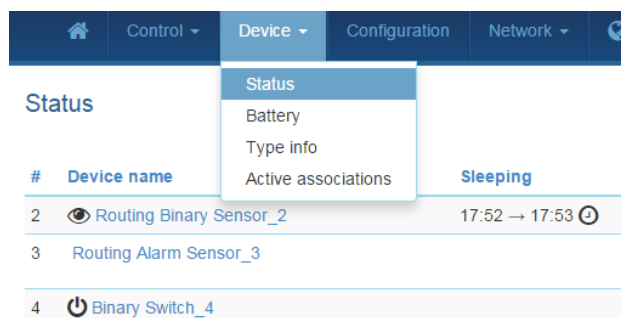 Control Device Configuration Network
Status
Battery
Type info
Active associations
Status
# Device name Sleeping
2 Routing Binary Sensor_2 17:52 → 17:53
3 Routing Alarm Sensor_3
4 Binary Switch_4